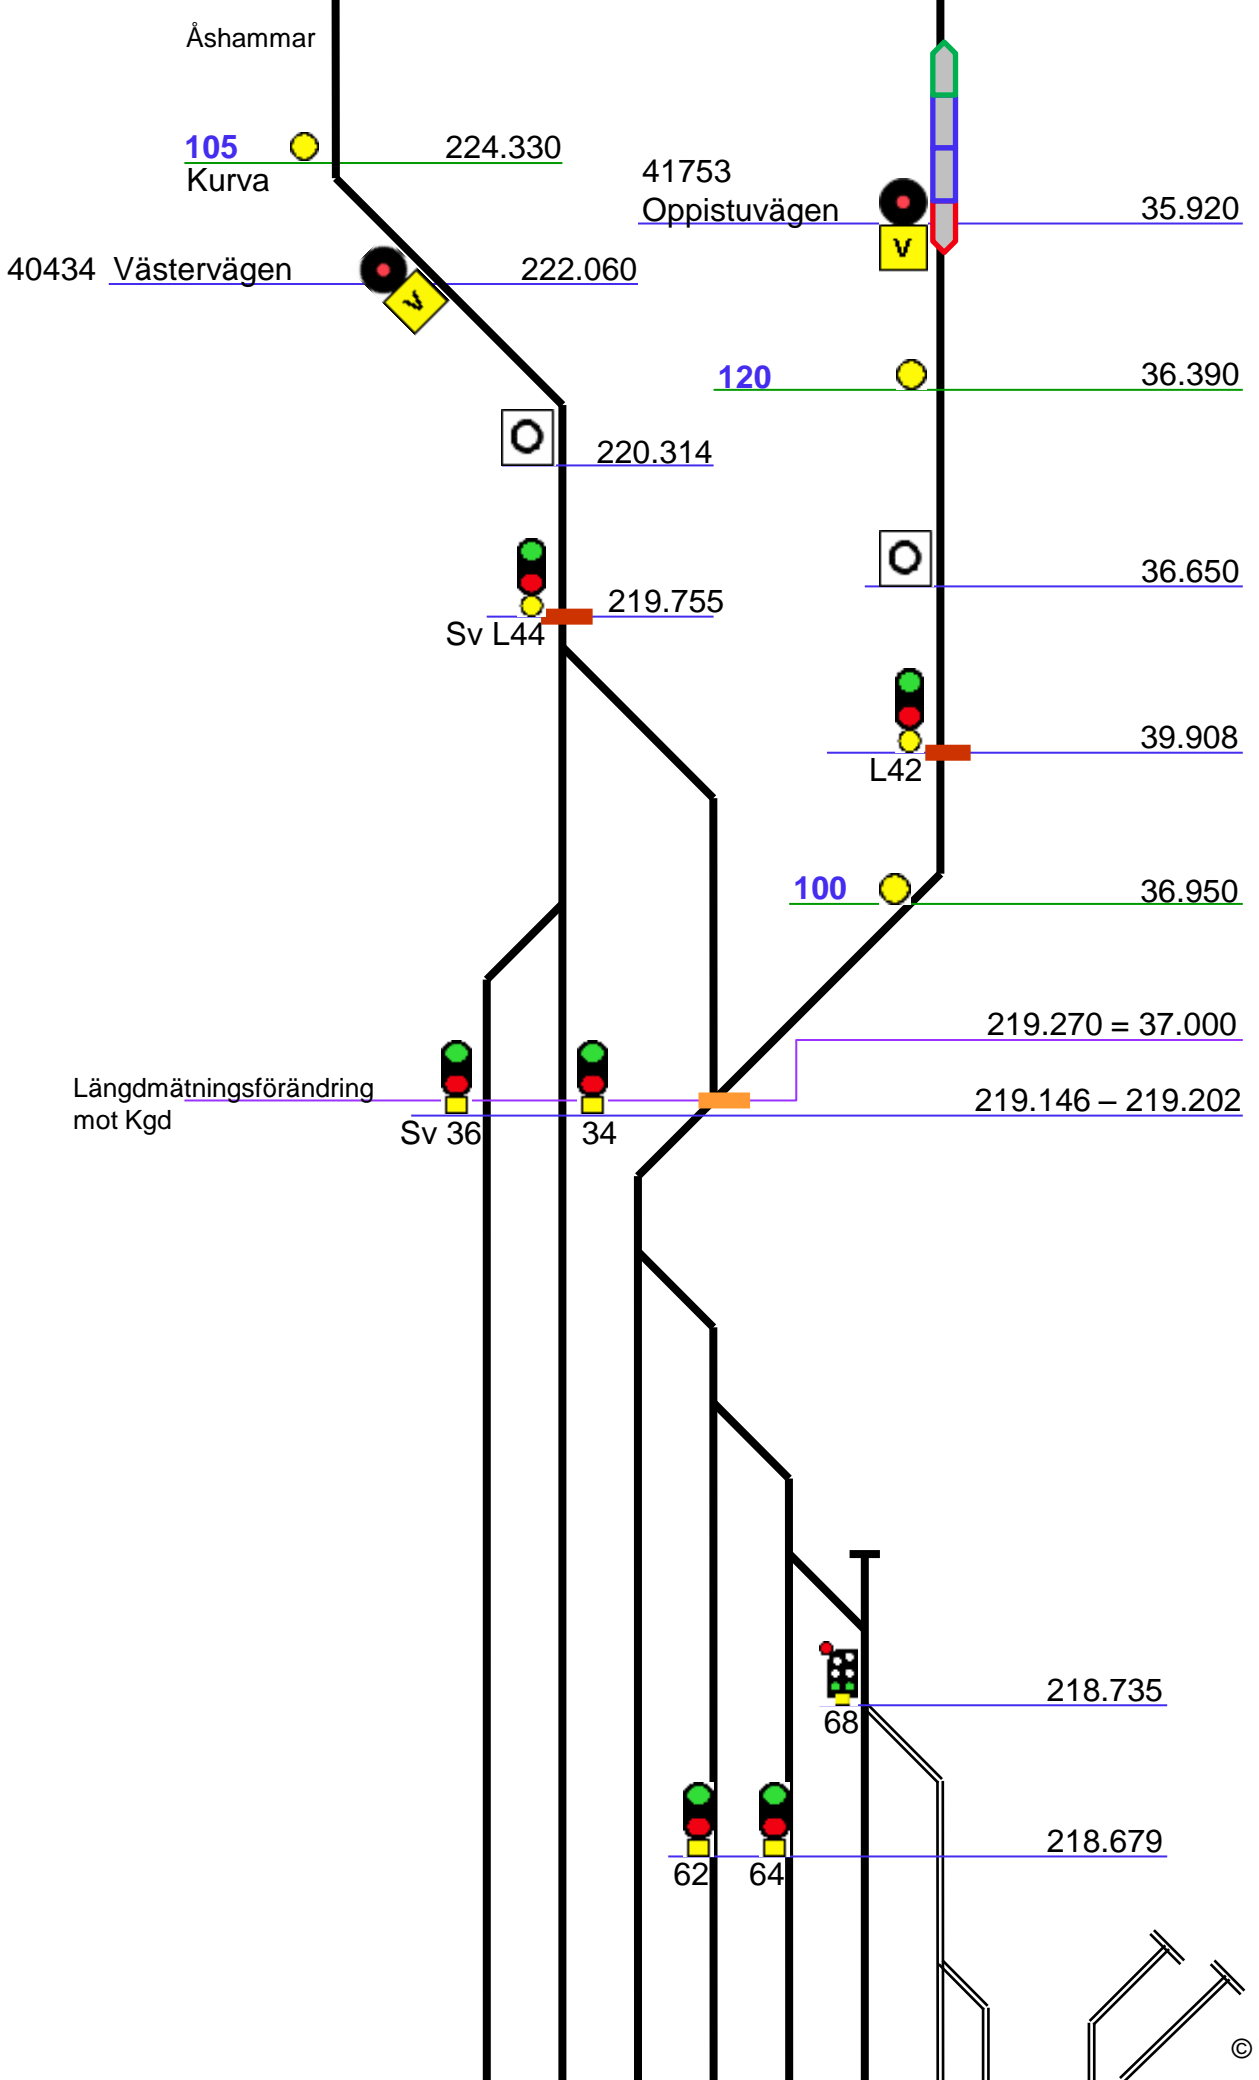 Åshammar
105
224.330
Kurva
41753
Oppistuvägen
35.920
V
40434 Västervägen
222.060
V
120
36.390
O
220.314
O
36.650
219.755
Sv L44
39.908
L42
100
36.950
219.270 = 37.000
Längdmätningsförändring
mot Kgd
219.146 – 219.202
Sv 36
34
218.735
68
218.679
62
64
©